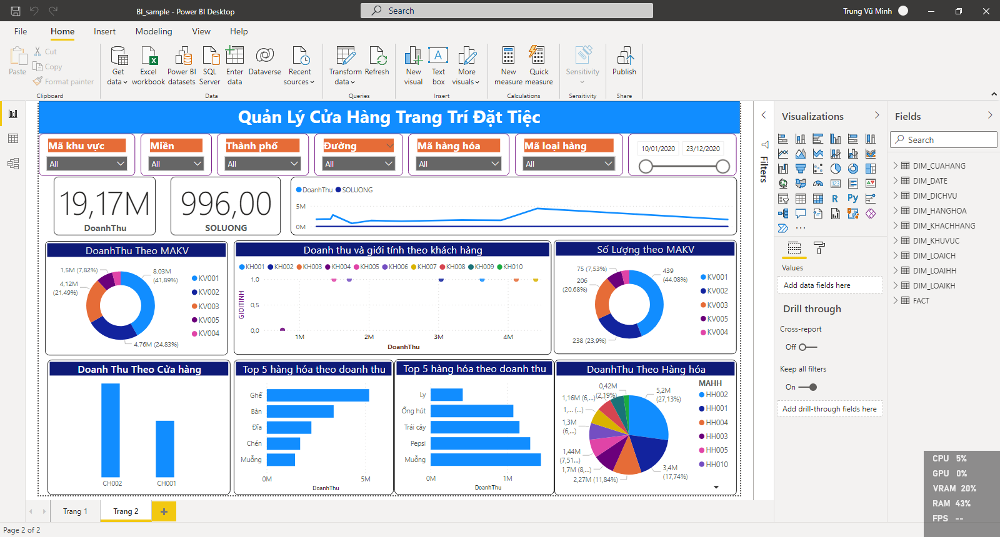 BI_sample - Power BI Desktop
Search
Trung Vũ Minh
File Home Insert Modeling View Help
Paste
Cut
Copy
Format painter
Clipboard
Get data
Excel workbook
Power BI datasets
SQL Server
Enter data
Dataverse
Recent sources
Data
Transform data
Refresh
Queries
New visual
Text box
More visuals
Insert
New measure
Quick measure
Calculations
Sensitivity
Sensitivity
Publish
Share
Quản Lý Cửa Hàng Trang Trí Đặt Tiệc
Mã khu vực
All
Miền
All
Thành phố
All
Đường
All
Mã hàng hóa
All
Mã loại hàng
All
10/01/2020 23/12/2020
19,17M
DoanhThu
996,00
SOLUONG
DoanhThu SOLUONG
5M
0M
DoanhThu Theo MAKV
1,5M (7,82%)
8,03M (41,89%)
4,12M (21,49%)
4,76M (24,83%)
KV001
KV002
KV003
KV005
KV004
Doanh thu và giới tính theo khách hàng
KH001 KH002 KH003 KH004 KH005 KH006 KH007 KH008 KH009 KH010
GIOITINH
1,0
0,5
0,0
1M 2M 3M 4M
DoanhThu
Số Lượng theo MAKV
75 (7,53%)
439 (44,08%)
206 (20,68%)
238 (23,9%)
KV001
KV002
KV003
KV005
KV004
Doanh Thu Theo Cửa hàng
CH002 CH001
Top 5 hàng hóa theo doanh thu
Ghế
Bàn
Đĩa
Chén
Muỗng
0M 5M
DoanhThu
Top 5 hàng hóa theo doanh thu
Ly
Ống hút
Trái cây
Pepsi
Muỗng
0M 1M
DoanhThu
DoanhThu Theo Hàng hóa
0,42M (2,19%)
5,2M (27,13%)
1,16M (6,...)
1,... (...)
1,3M (6,...)
1,44M (7,51...)
1,7M (8,...)
2,27M (11,84%)
3,4M (17,74%)
MAHH
HH002
HH001
HH004
HH003
HH005
HH010
Filters
Visualizations
R Py
123
...
Values
Add data fields here
Drill through
Cross-report
Off
Keep all filters
On
Add drill-through fields here
Fields
Search
DIM_CUAHANG
DIM_DATE
DIM_DICHVU
DIM_HANGHOA
DIM_KHACHHANG
DIM_KHUVUC
DIM_LOAICH
DIM_LOAIHH
DIM_LOAIKH
FACT
CPU 5%
GPU 0%
VRAM 20%
RAM 43%
FPS --
Trang 1 Trang 2 +
Page 2 of 2